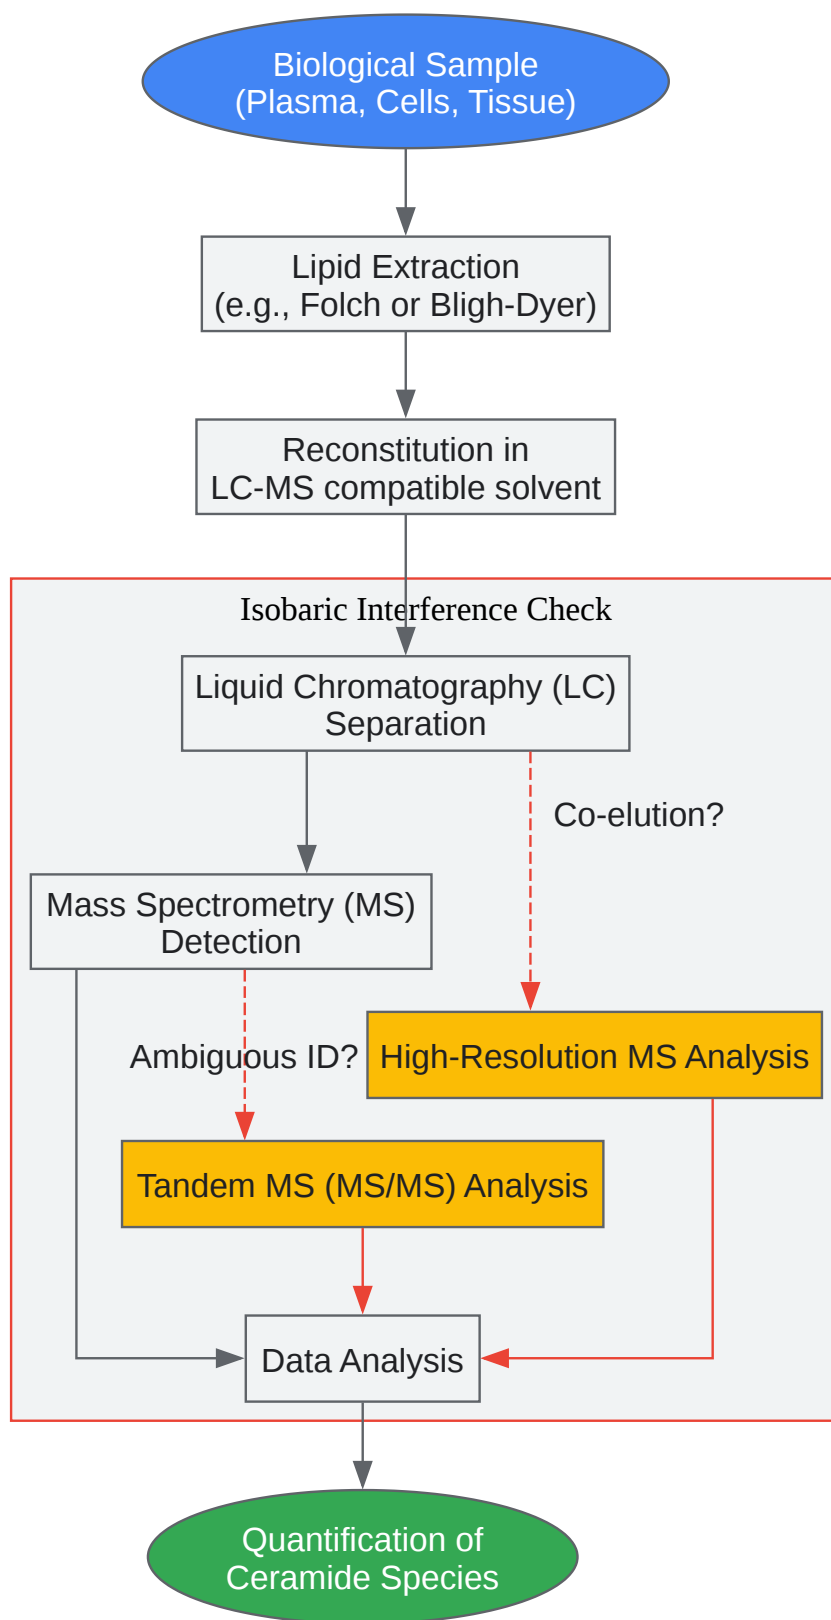 Biological Sample
(Plasma, Cells, Tissue)
Lipid Extraction
(e.g., Folch or Bligh-Dyer)
Reconstitution in
LC-MS compatible solvent
Isobaric Interference Check
Liquid Chromatography (LC)
Separation
Co-elution?
Mass Spectrometry (MS)
Detection
Ambiguous ID?
High-Resolution MS Analysis
Tandem MS (MS/MS) Analysis
Data Analysis
Quantification of
Ceramide Species